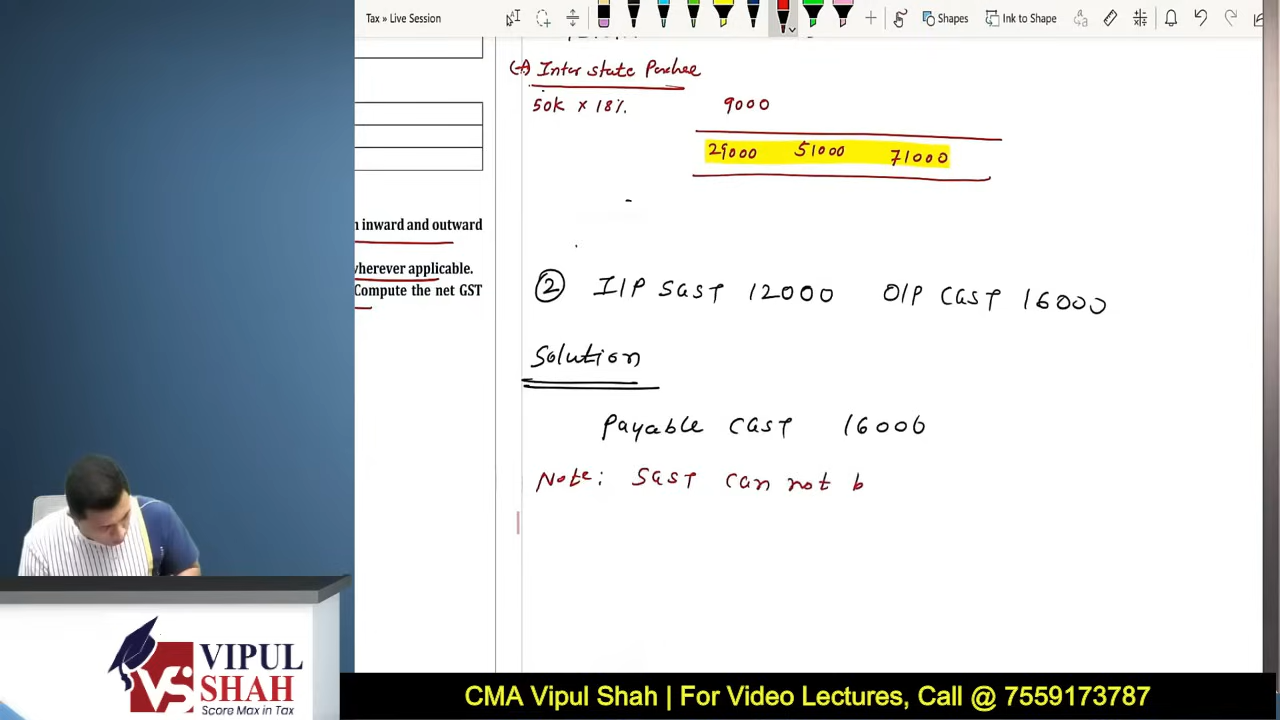 Tax » Live Session
Shapes
Ink to Shape
(-) Inter state Purchase
50k x 18% 9000
29000 51000 71000
n inward and outward
wherever applicable.
Compute the net GST
② I/P SGST 12000 O/P CGST 16000
Solution
Payable CGST 16000
Note: SGST can not b
VIPUL
SHAH
Score Max in Tax
CMA Vipul Shah | For Video Lectures, Call @ 7559173787